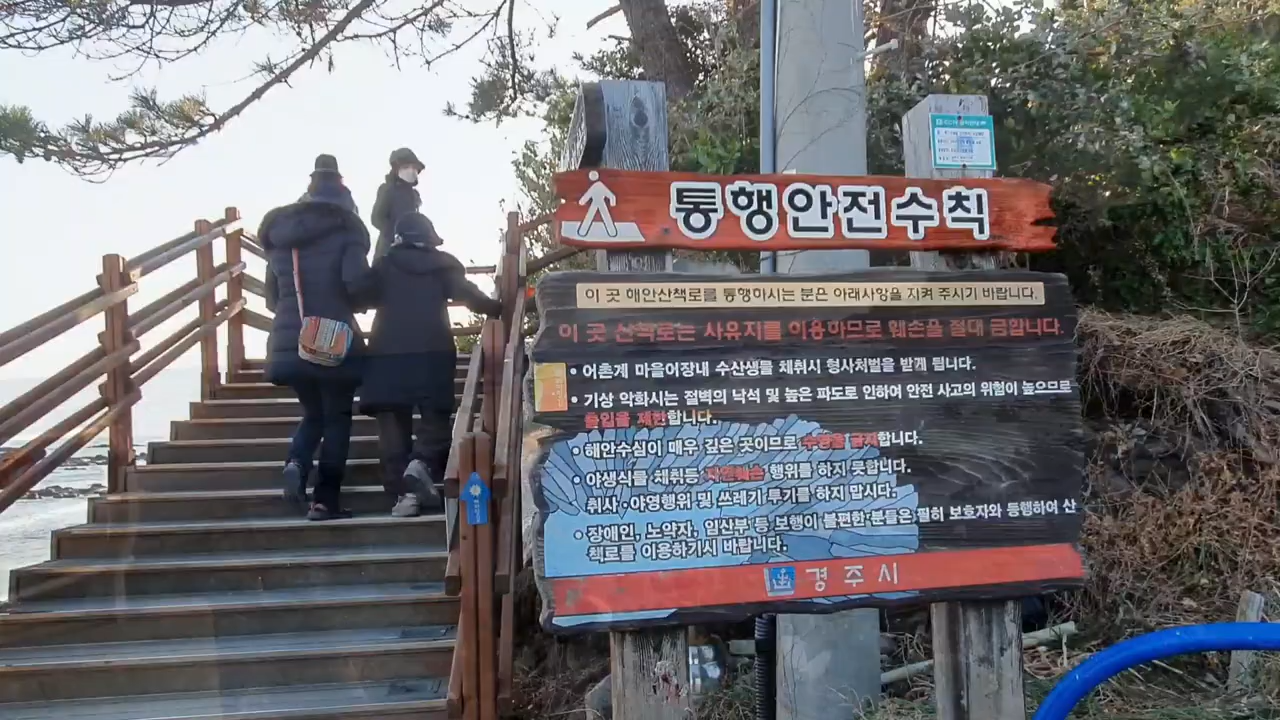 통행안전수칙
이 곳 해안산책로를 통행하시는 분은 아래사항을 지켜 주시기 바랍니다.
이 곳 산책로는 사유지를 이용하므로 훼손을 절대 금합니다.
• 어촌계 마을어장내 수산생물 채취시 형사처벌을 받게 됩니다.
• 기상 악화시는 절벽의 낙석 및 높은 파도로 인하여 안전 사고의 위험이 높으므로
출입을 제한합니다.
• 해안수심이 매우 깊은 곳이므로 수영을 금지합니다.
• 야생식물 채취등 자연훼손 행위를 하지 못합니다.
• 취사·야영행위 및 쓰레기 투기를 하지 맙시다.
• 장애인, 노약자, 임산부 등 보행이 불편한 분들은 필히 보호자와 동행하여 산
책로를 이용하기시 바랍니다.
경주시